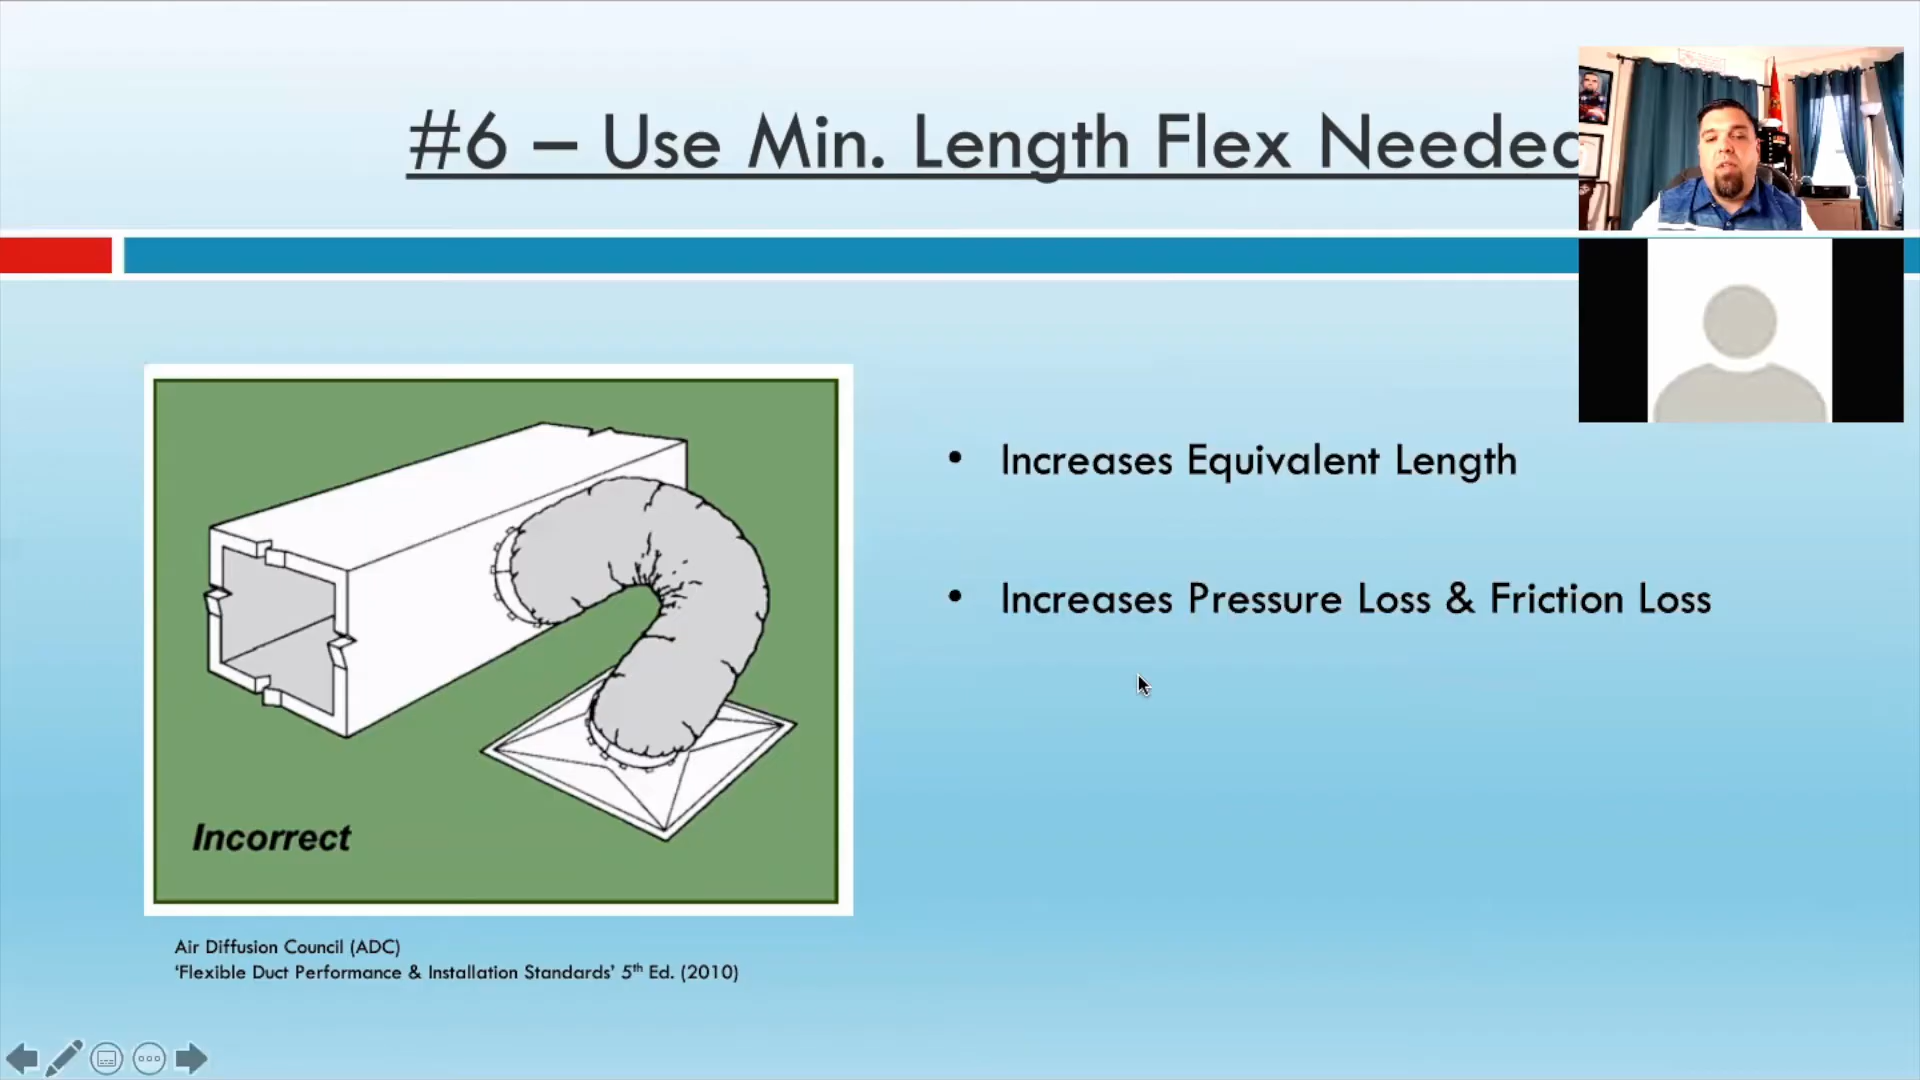 #6 – Use Min. Length Flex Needed
• Increases Equivalent Length
• Increases Pressure Loss & Friction Loss
Incorrect
Air Diffusion Council (ADC)
‘Flexible Duct Performance & Installation Standards’ 5th Ed. (2010)